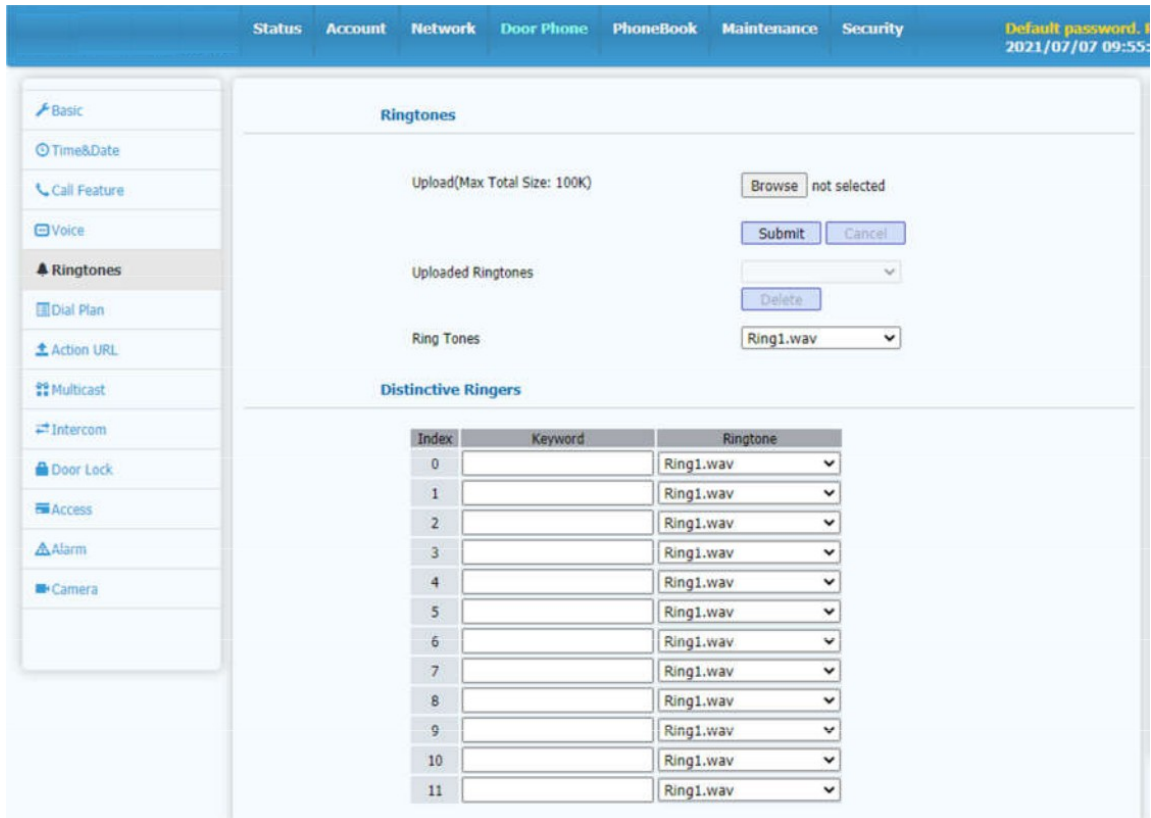 Status Account Network Door Phone PhoneBook Maintenance Security
Default password.
2021/07/07 09:55:
Basic
Time&Date
Call Feature
Voice
Ringtones
Dial Plan
Action URL
Multicast
Intercom
Door Lock
Access
Alarm
Camera
Ringtones
Upload(Max Total Size: 100K) Browse not selected
Submit Cancel
Uploaded Ringtones
Delete
Ring Tones Ring1.wav
Distinctive Ringers
Index Keyword Ringtone
0 Ring1.wav
1 Ring1.wav
2 Ring1.wav
3 Ring1.wav
4 Ring1.wav
5 Ring1.wav
6 Ring1.wav
7 Ring1.wav
8 Ring1.wav
9 Ring1.wav
10 Ring1.wav
11 Ring1.wav